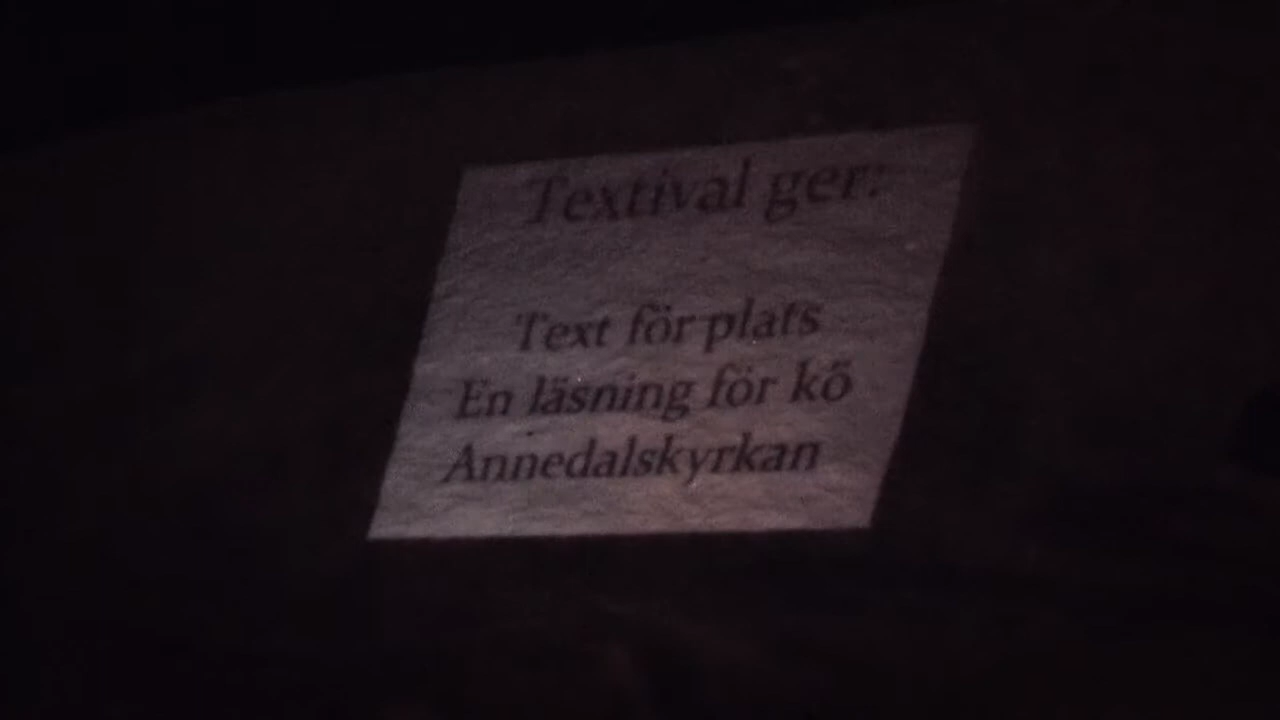 Textival ger:
Text för plats
En läsning för kö
Annedalskyrkan